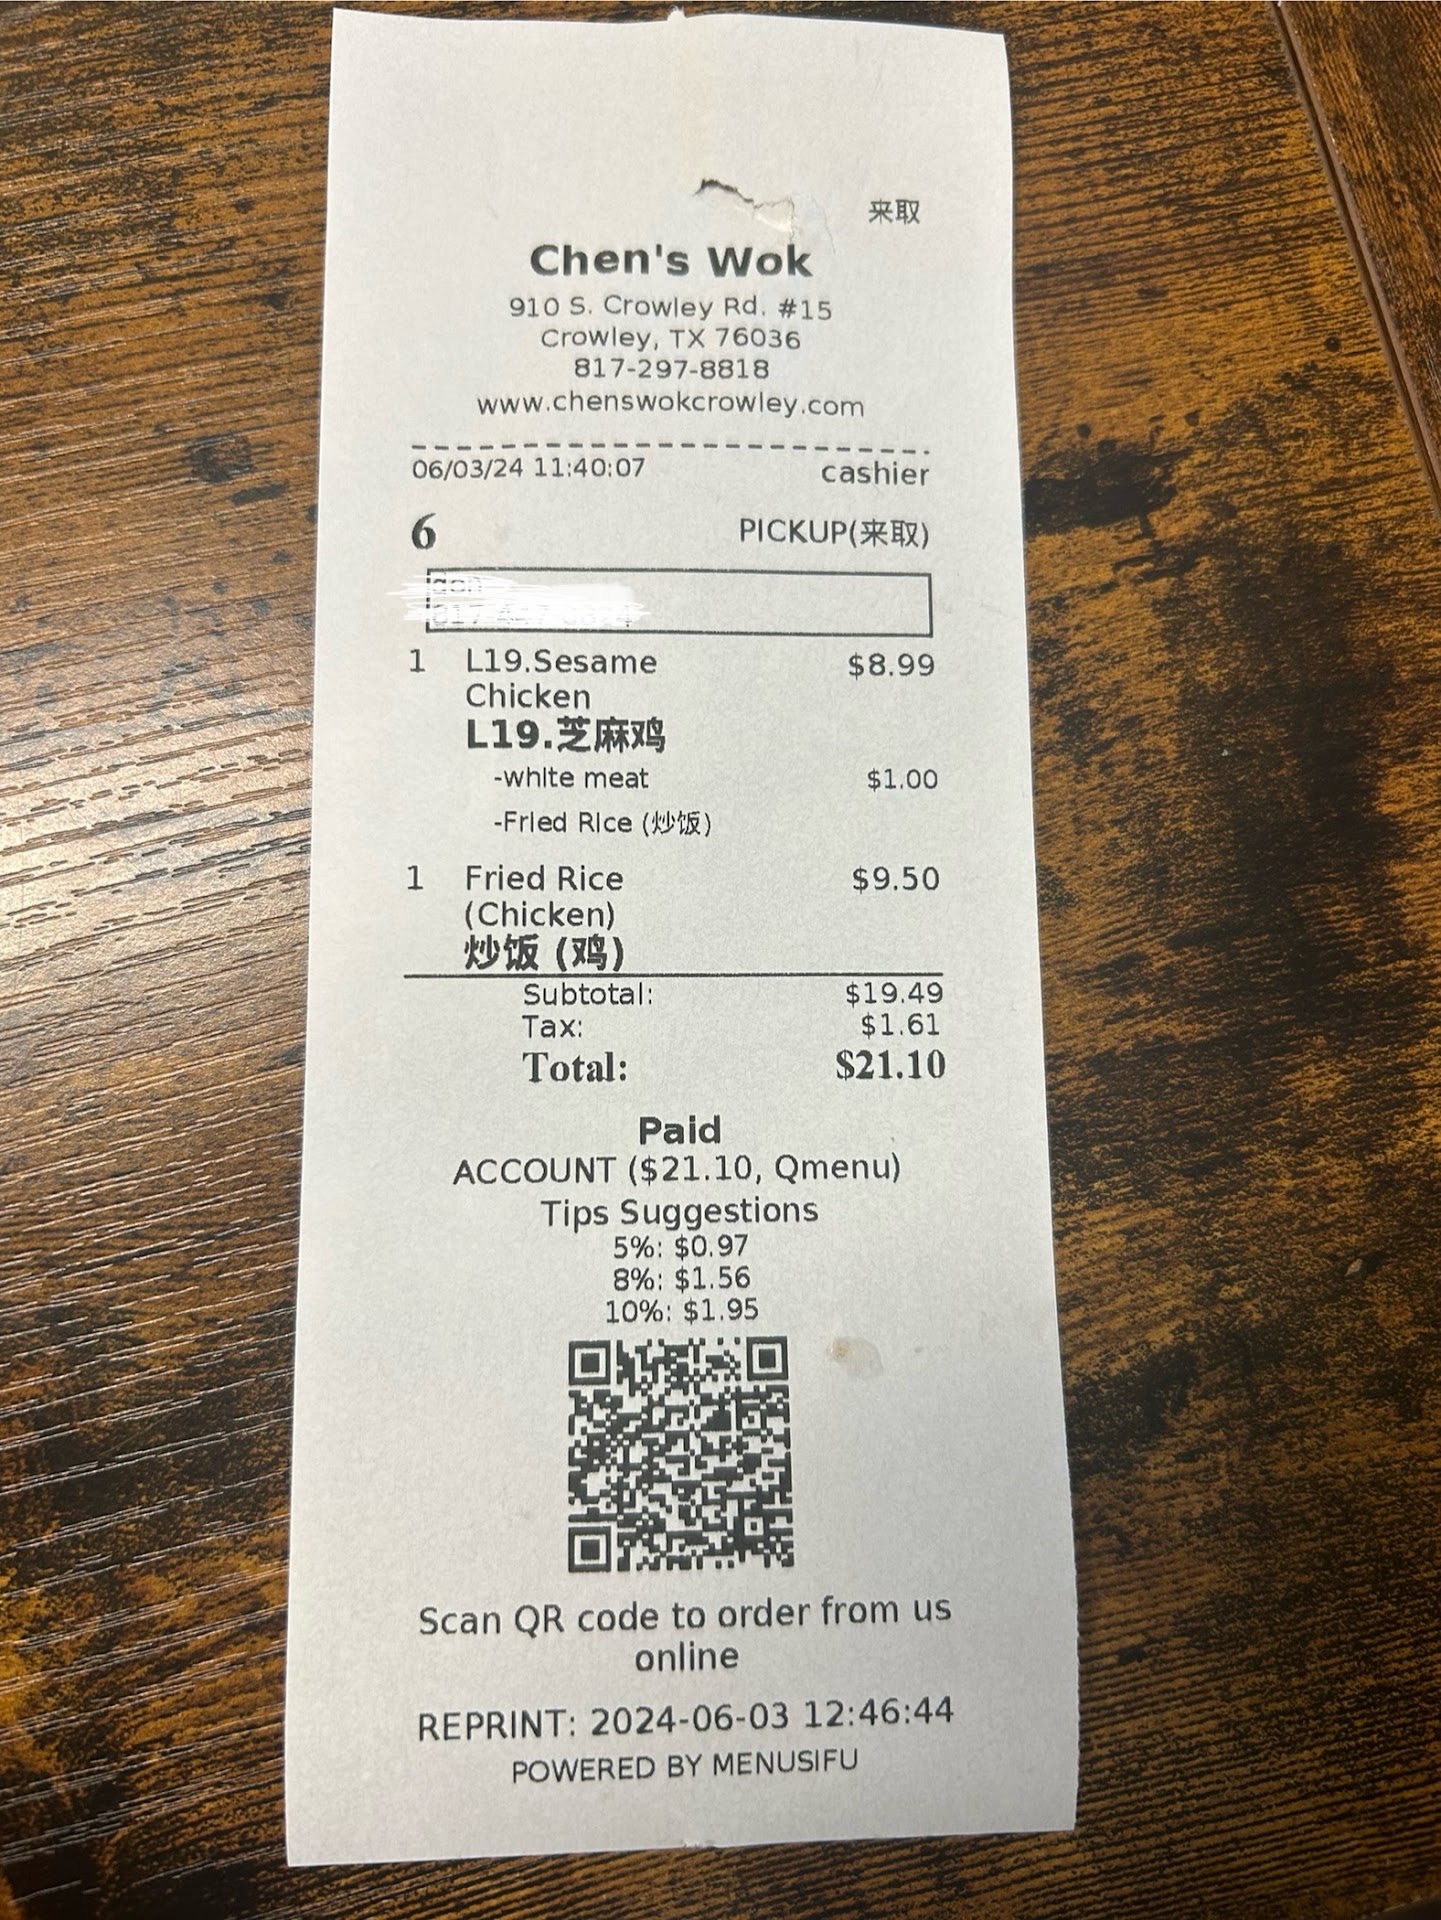 来取
Chen's Wok
910 S. Crowley Rd. #15
Crowley, TX 76036
817-297-8818
www.chenswokcrowley.com
06/03/24 11:40:07 cashier
6 PICKUP(来取)
1 L19.Sesame $8.99
Chicken
L19.芝麻鸡
-white meat $1.00
-Fried Rice (炒饭)
1 Fried Rice $9.50
(Chicken)
炒饭 (鸡)
Subtotal: $19.49
Tax: $1.61
Total: $21.10
Paid
ACCOUNT ($21.10, Qmenu)
Tips Suggestions
5%: $0.97
8%: $1.56
10%: $1.95
Scan QR code to order from us
online
REPRINT: 2024-06-03 12:46:44
POWERED BY MENUSIFU